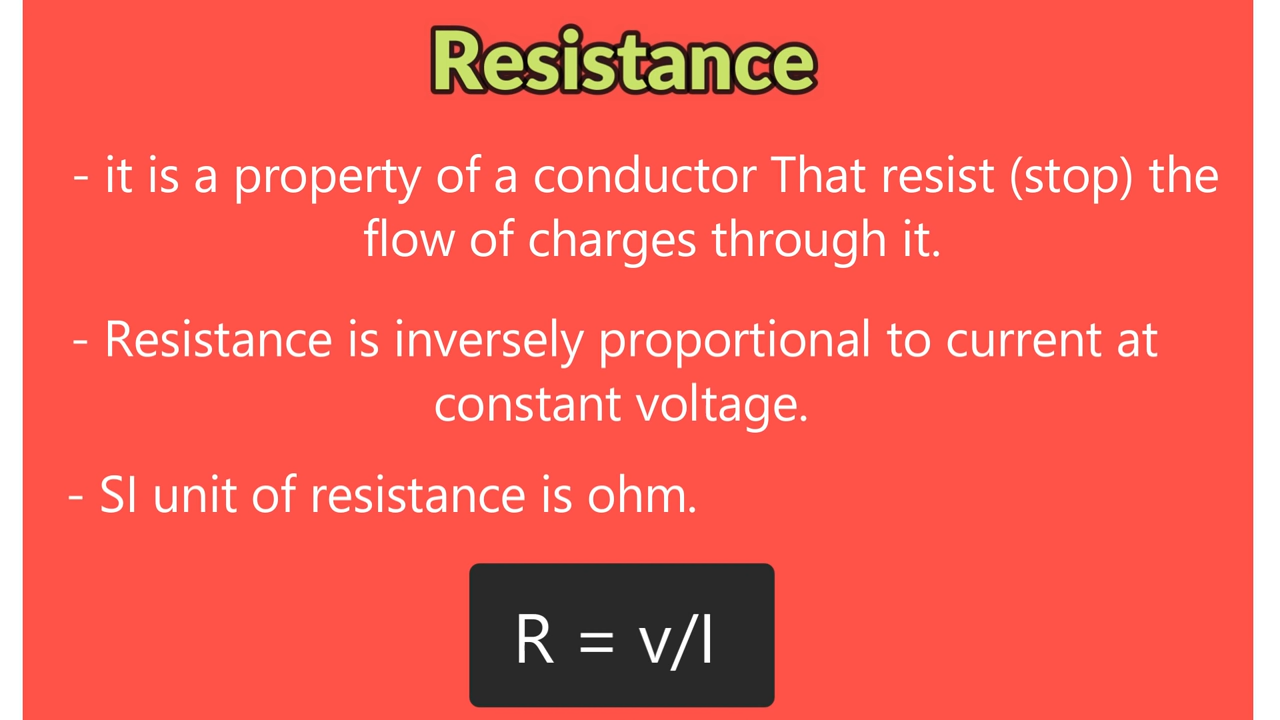 Resistance
- it is a property of a conductor That resist (stop) the
flow of charges through it.
- Resistance is inversely proportional to current at
constant voltage.
- SI unit of resistance is ohm.
R = v/I